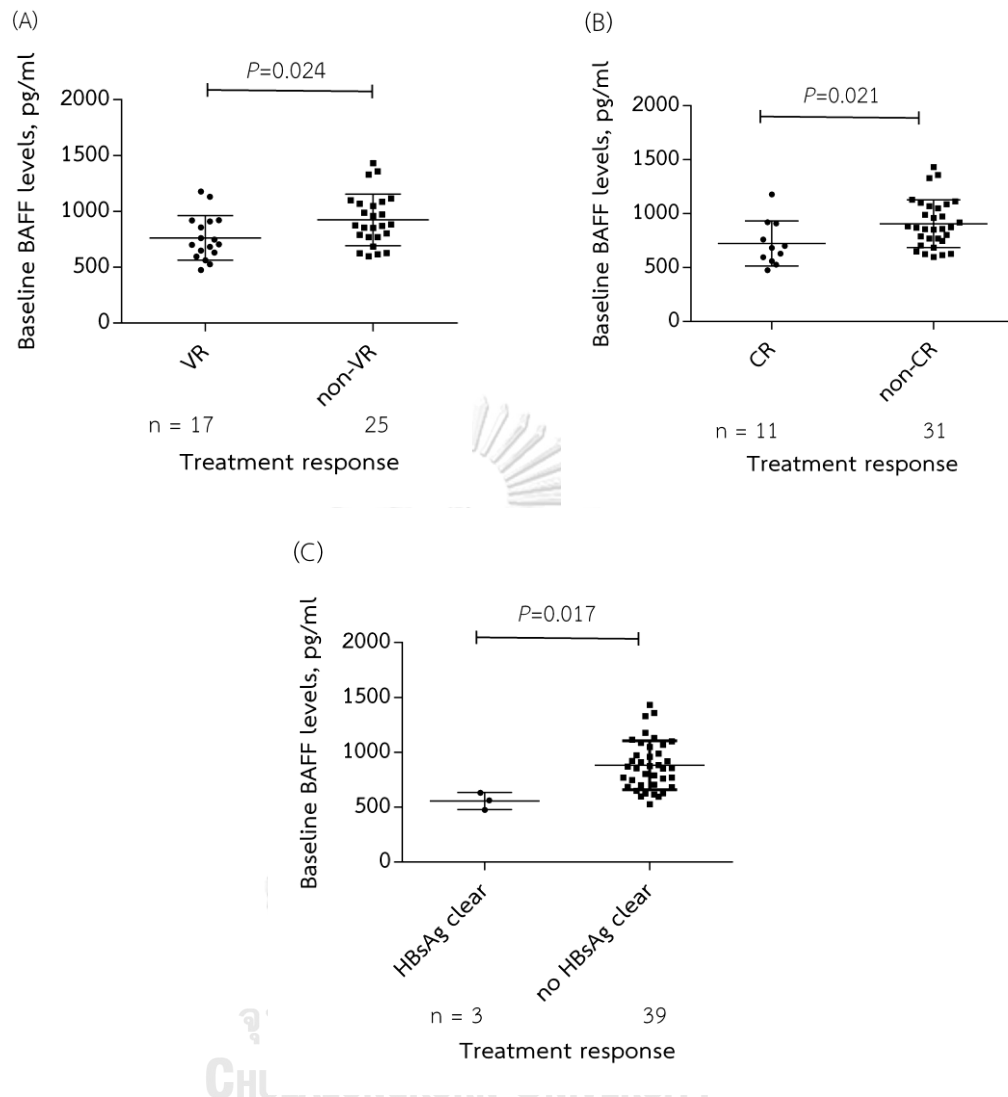 (A)
P=0.024
Baseline BAFF levels, pg/ml
2000
1500
1000
500
0
VR
non-VR
n = 17 25
Treatment response
(B)
P=0.021
Baseline BAFF levels, pg/ml
2000
1500
1000
500
0
CR
non-CR
n = 11 31
Treatment response
(C)
P=0.017
Baseline BAFF levels, pg/ml
2000
1500
1000
500
0
HBsAg clear
no HBsAg clear
n = 3 39
Treatment response